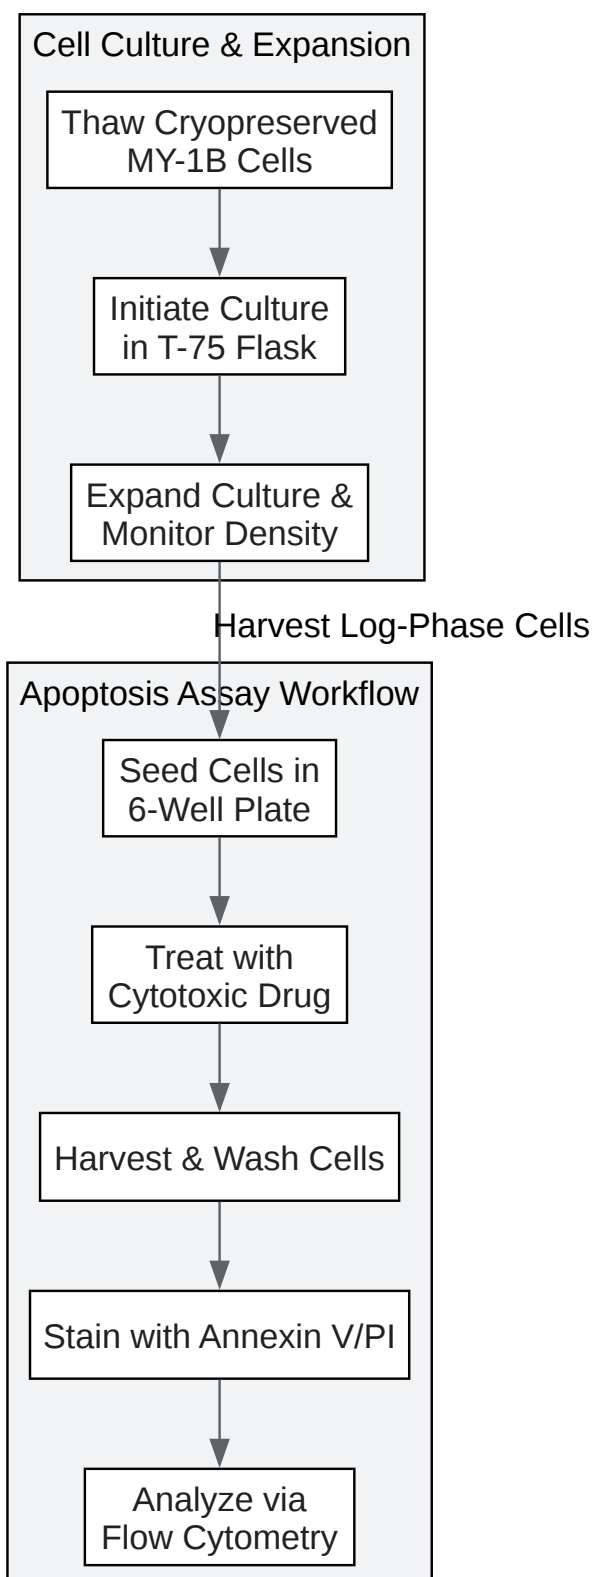 Cell Culture & Expansion
Thaw Cryopreserved
MY-1B Cells
Initiate Culture
in T-75 Flask
Expand Culture &
Monitor Density
Harvest Log-Phase Cells
Apoptosis Assay Workflow
Seed Cells in
6-Well Plate
Treat with
Cytotoxic Drug
Harvest & Wash Cells
Stain with Annexin V/PI
Analyze via
Flow Cytometry